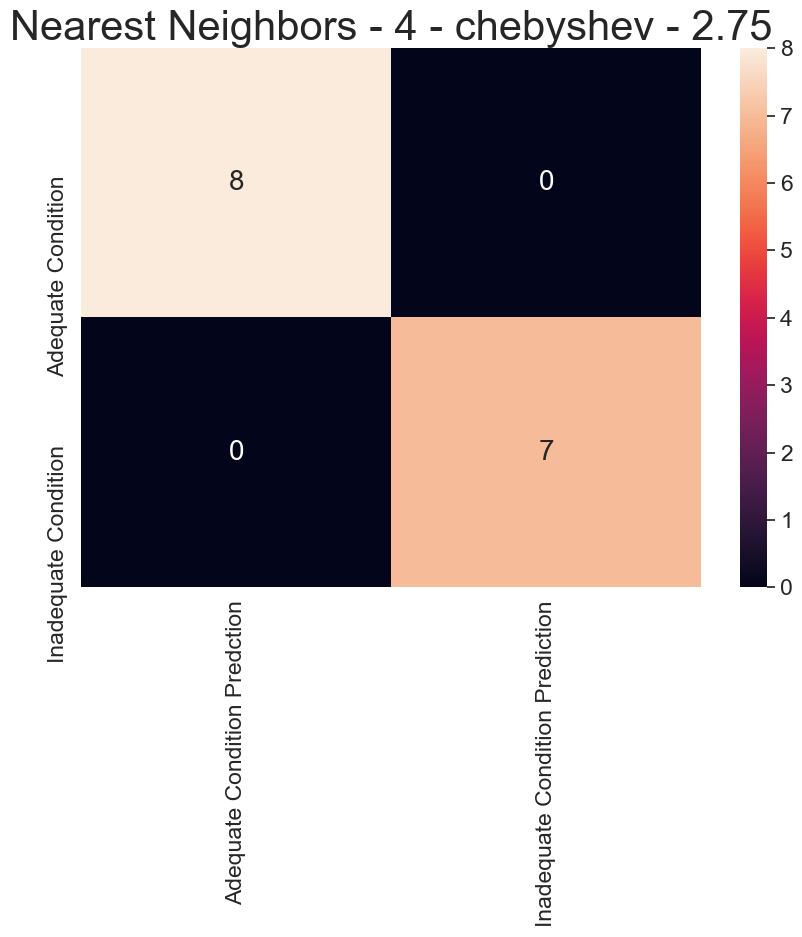 Nearest Neighbors - 4 - chebyshev - 2.75
Adequate Condition
Inadequate Condition
8
0
0
7
Adequate Condition Predction
Inadequate Condition Prediction
8
7
6
5
4
3
2
1
0